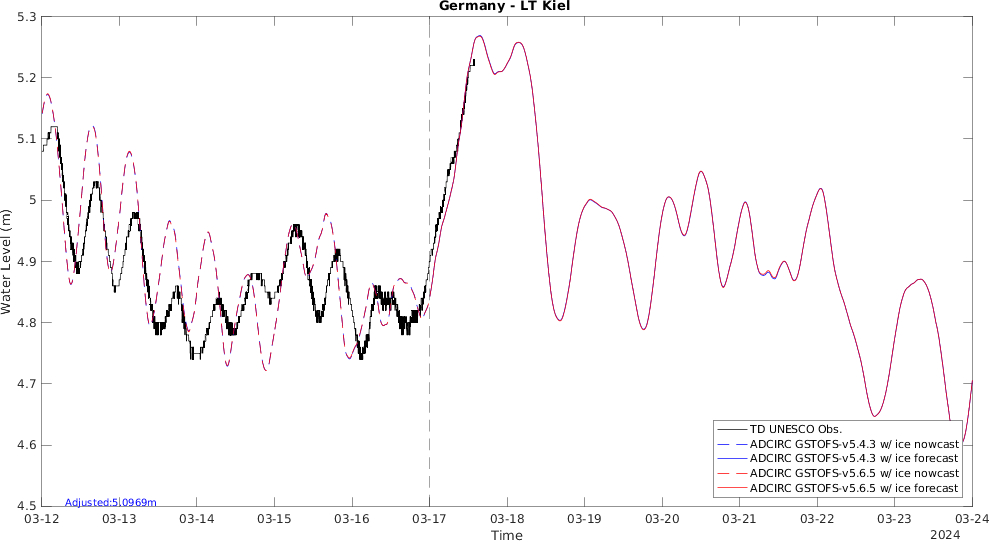 Germany - LT Kiel
5.3
5.2
5.1
5
4.9
4.8
4.7
4.6
4.5
Water Level (m)
TD UNESCO Obs.
ADCIRC GSTOFS-v5.4.3 w/ ice nowcast
ADCIRC GSTOFS-v5.4.3 w/ ice forecast
ADCIRC GSTOFS-v5.6.5 w/ ice nowcast
ADCIRC GSTOFS-v5.6.5 w/ ice forecast
Adjusted:5.0969m
03-12 03-13 03-14 03-15 03-16 03-17 03-18 03-19 03-20 03-21 03-22 03-23 03-24
Time
2024